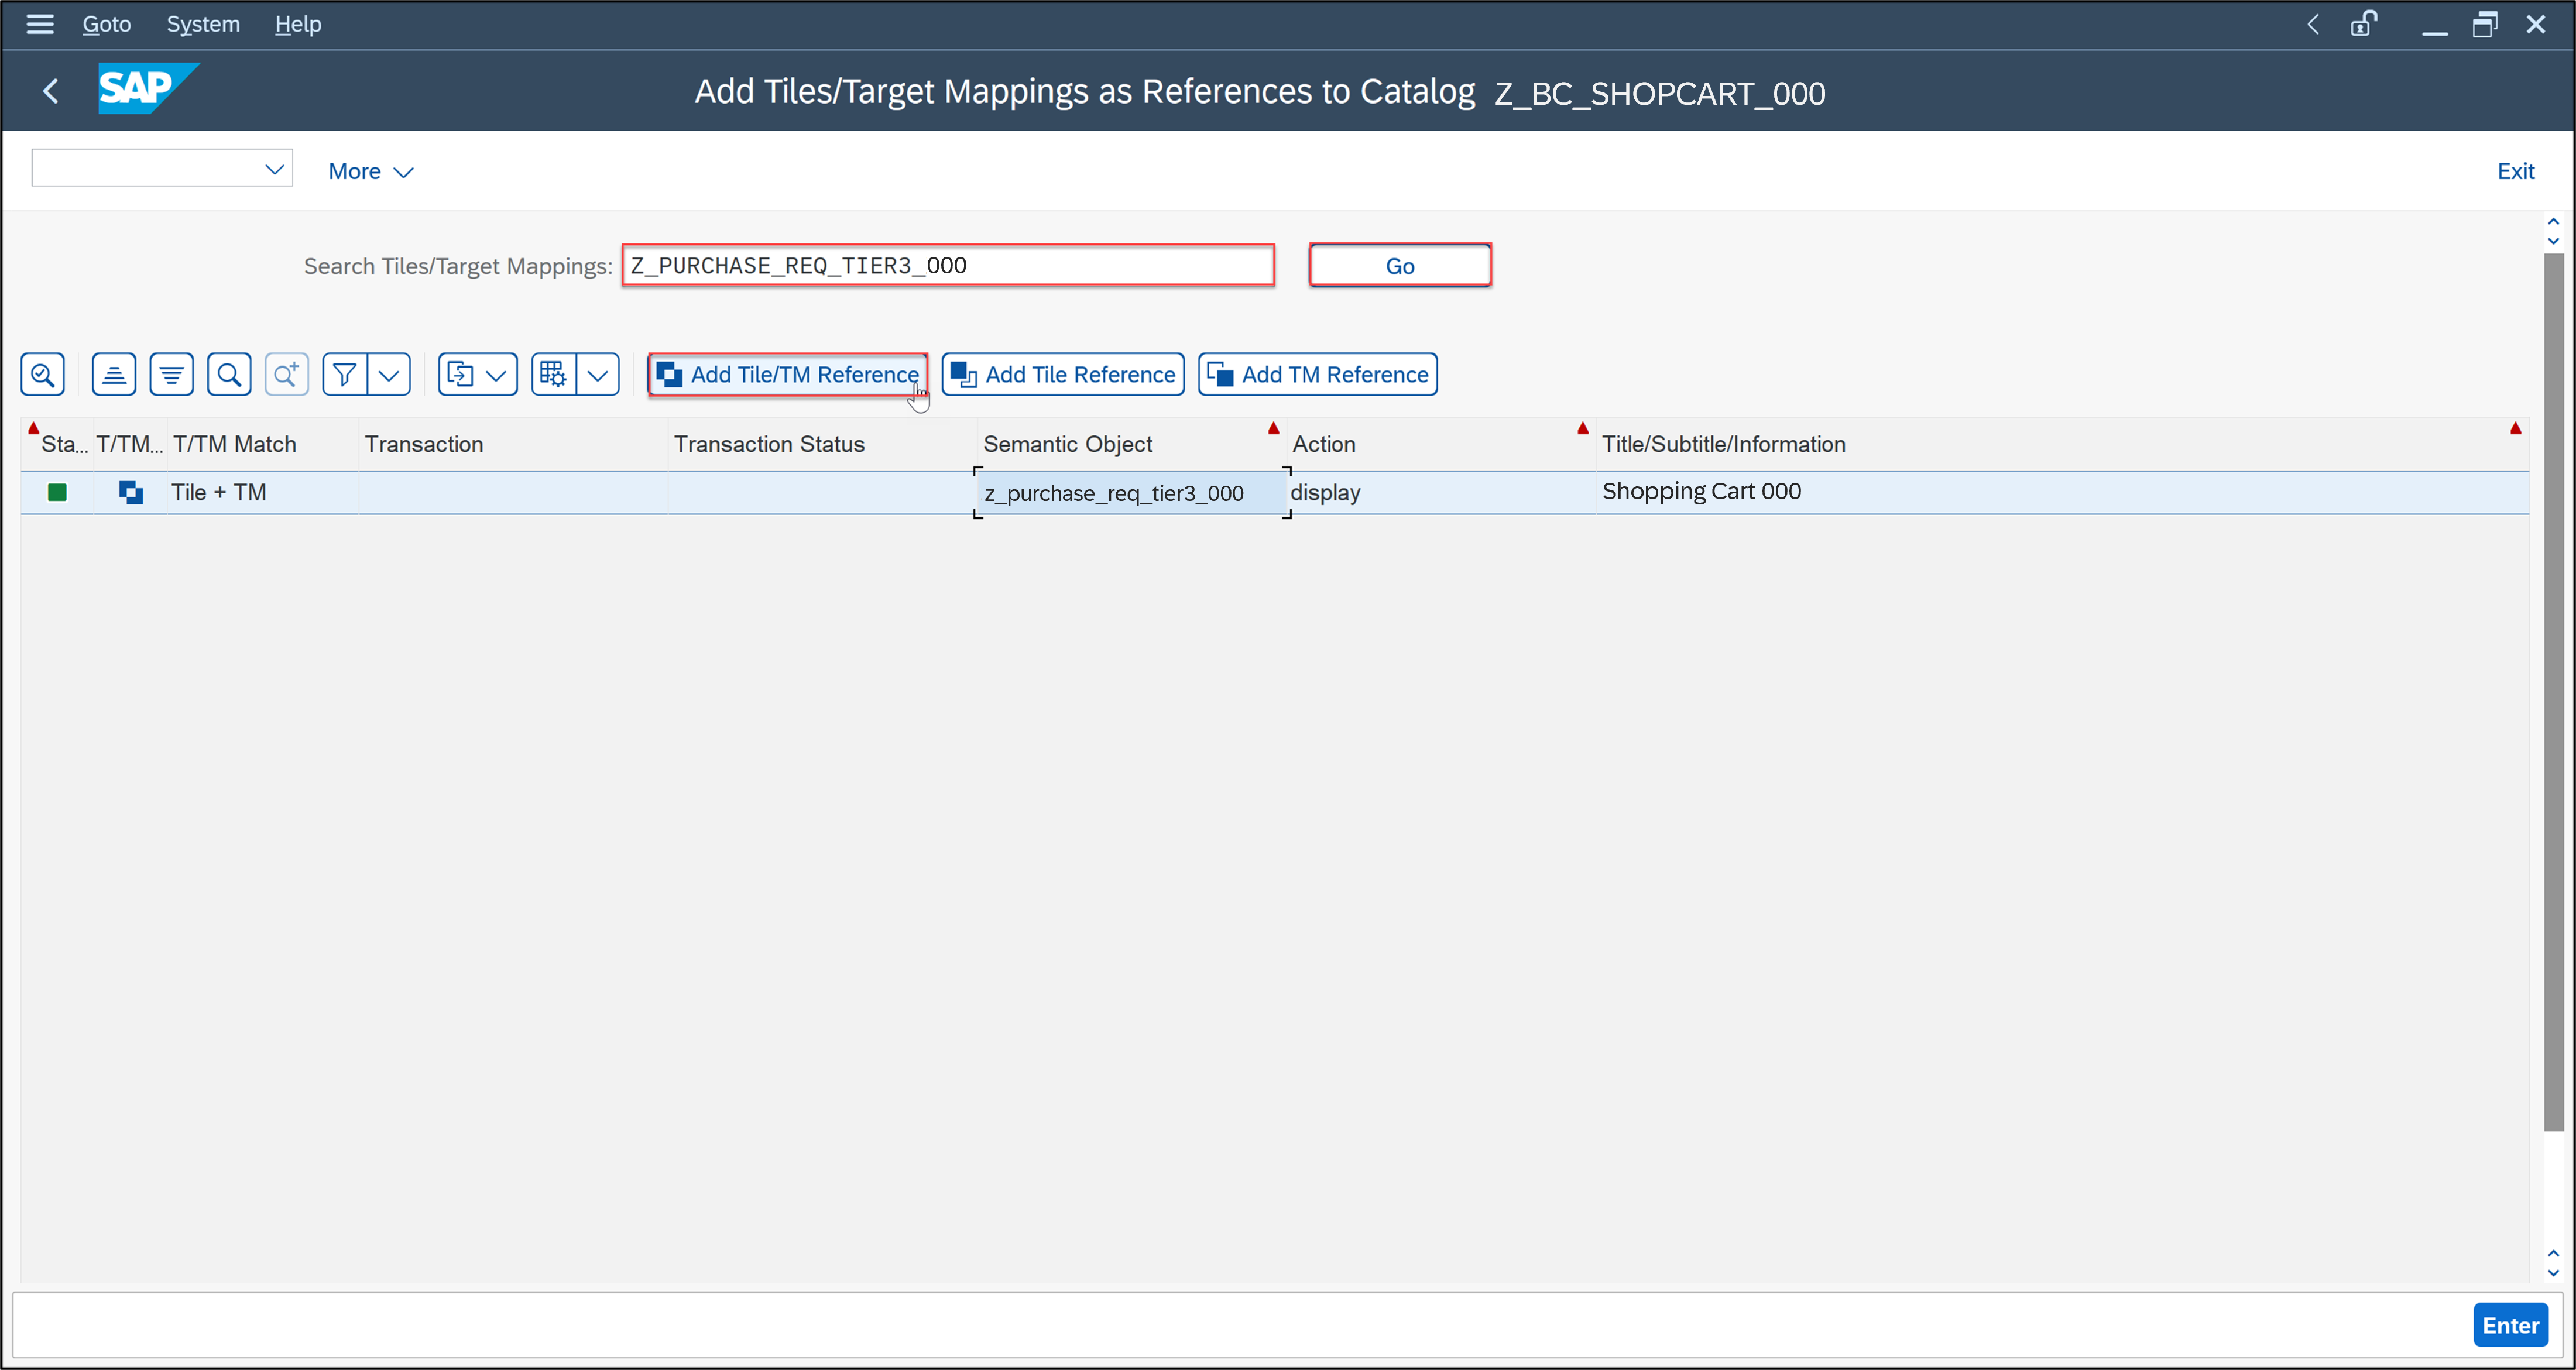 Goto System Help
SAP
Add Tiles/Target Mappings as References to Catalog Z_BC_SHOPCART_000
More Exit
Search Tiles/Target Mappings: Z_PURCHASE_REQ_TIER3_000 Go
Add Tile/TM Reference Add Tile Reference Add TM Reference
Sta... T/TM... T/TM Match Transaction Transaction Status Semantic Object Action Title/Subtitle/Information
Tile + TM z_purchase_req_tier3_000 display Shopping Cart 000
Enter